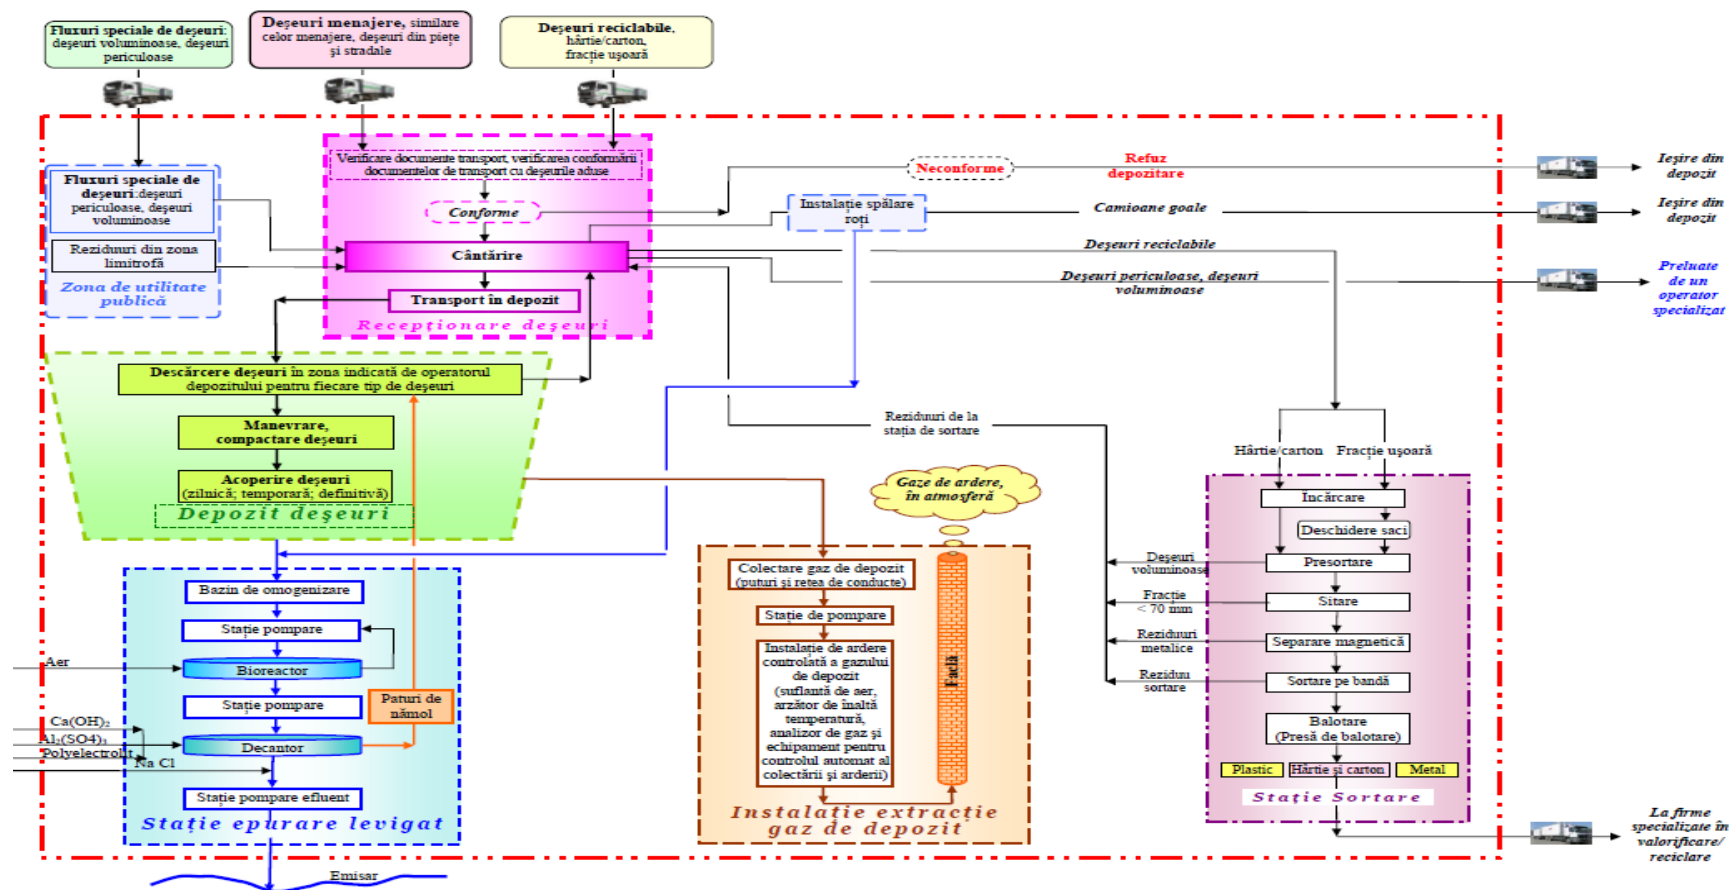 Fluxuri speciale de deşeuri:
deşeuri voluminoase, deşeuri
periculoase
Deşeuri menajere, similare
celor menajere, deşeuri din pieţe
şi stradale
Deşeuri reciclabile,
hârtie/carton,
fracţie uşoară
Verificare documente transport, verificarea conformării
documentelor de transport cu deşeurile aduse
Conforme
Neconforme
Refuz
depozitare
Ieşire din
depozit
Fluxuri speciale de
deşeuri:deşeuri
periculoase, deşeuri
voluminoase
Reziduuri din zona
limitrofă
Zona de utilitate
publică
Instalaţie spălare
roţi
Camioane goale
Ieşire din
depozit
Cântărire
Deşeuri reciclabile
Deşeuri periculoase, deşeuri
voluminoase
Preluate
de un
operator
specializat
Transport în depozit
Recepţionare deşeuri
Descărcere deşeuri în zona indicată de operatorul
depozitului pentru fiecare tip de deşeuri
Manevrare,
compactare deşeuri
Acoperire deşeuri
(zilnică; temporară; definitivă)
Depozit deşeuri
Reziduuri de la
staţia de sortare
Hârtie/carton
Fracţie uşoară
Gaze de ardere,
în atmosferă
Incărcare
Deschidere saci
Presortare
Sitare
Separare magnetică
Sortare pe bandă
Balotare
(Presă de balotare)
Plastic
Hârtie şi carton
Metal
Staţie Sortare
Deşeuri
voluminoase
Fracţie
< 70 mm
Reziduuri
metalice
Reziduu
sortare
Colectare gaz de depozit
(puturi şi retea de conducte)
Staţie de pompare
Instalaţie de ardere
controlată a gazului
de depozit
(suflantă de aer,
arzător de înaltă
temperatură,
analizor de gaz şi
echipament pentru
controlul automat al
colectării şi arderii)
Faclă
Instalaţie extracţie
gaz de depozit
Bazin de omogenizare
Staţie pompare
Aer
Bioreactor
Staţie pompare
Paturi de
nămol
Ca(OH)₂
Al₂(SO4)₃
Polyelectrolit
Na Cl
Decantor
Staţie pompare efluent
Staţie epurare levigat
Emisar
La firme
specializate în
valorificare/
reciclare